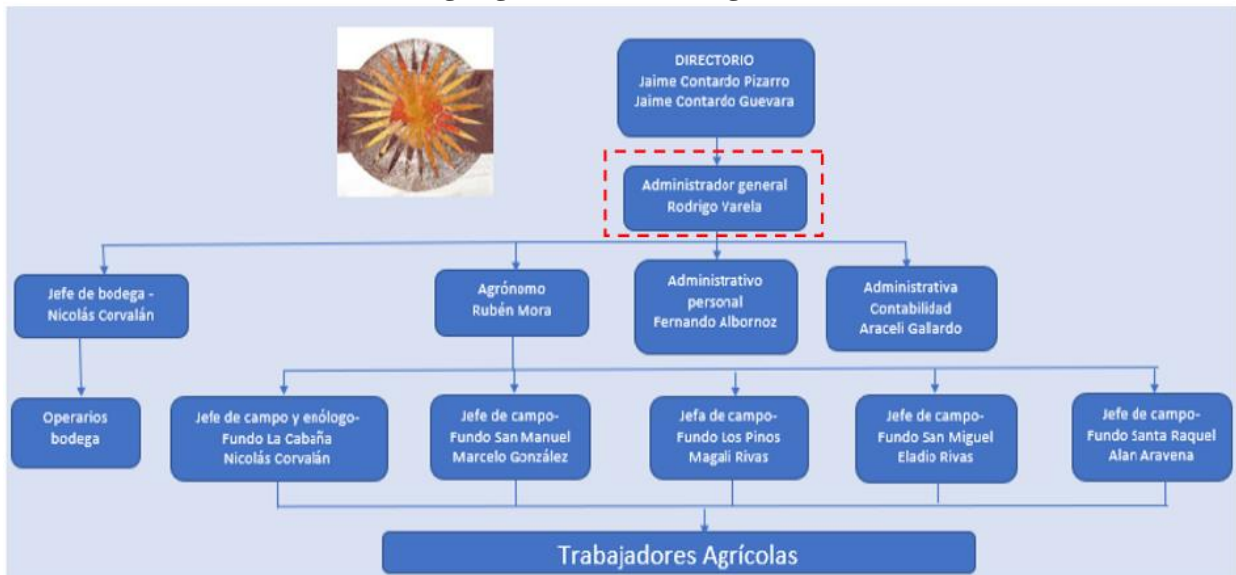 DIRECTORIO
Jaime Contardo Pizarro
Jaime Contardo Guevara
Administrador general
Rodrigo Varela
Jefe de bodega -
Nicolás Corvalán
Agrónomo
Rubén Mora
Administrativo
personal
Fernando Albornoz
Administrativa
Contabilidad
Araceli Gallardo
Operarios
bodega
Jefe de campo y enólogo-
Fundo La Cabaña
Nicolás Corvalán
Jefe de campo-
Fundo San Manuel
Marcelo González
Jefa de campo-
Fundo Los Pinos
Magali Rivas
Jefe de campo-
Fundo San Miguel
Eladio Rivas
Jefe de campo-
Fundo Santa Raquel
Alan Aravena
Trabajadores Agrícolas